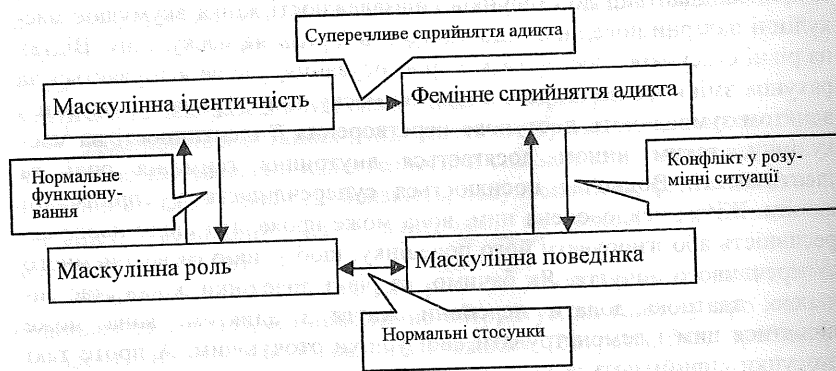 Суперечливе сприйняття адикта
Маскулінна ідентичність
Фемінне сприйняття адикта
Нормальне
функціону-
вання
Конфлікт у розу-
мінні ситуації
Маскулінна роль
Маскулінна поведінка
Нормальні стосунки